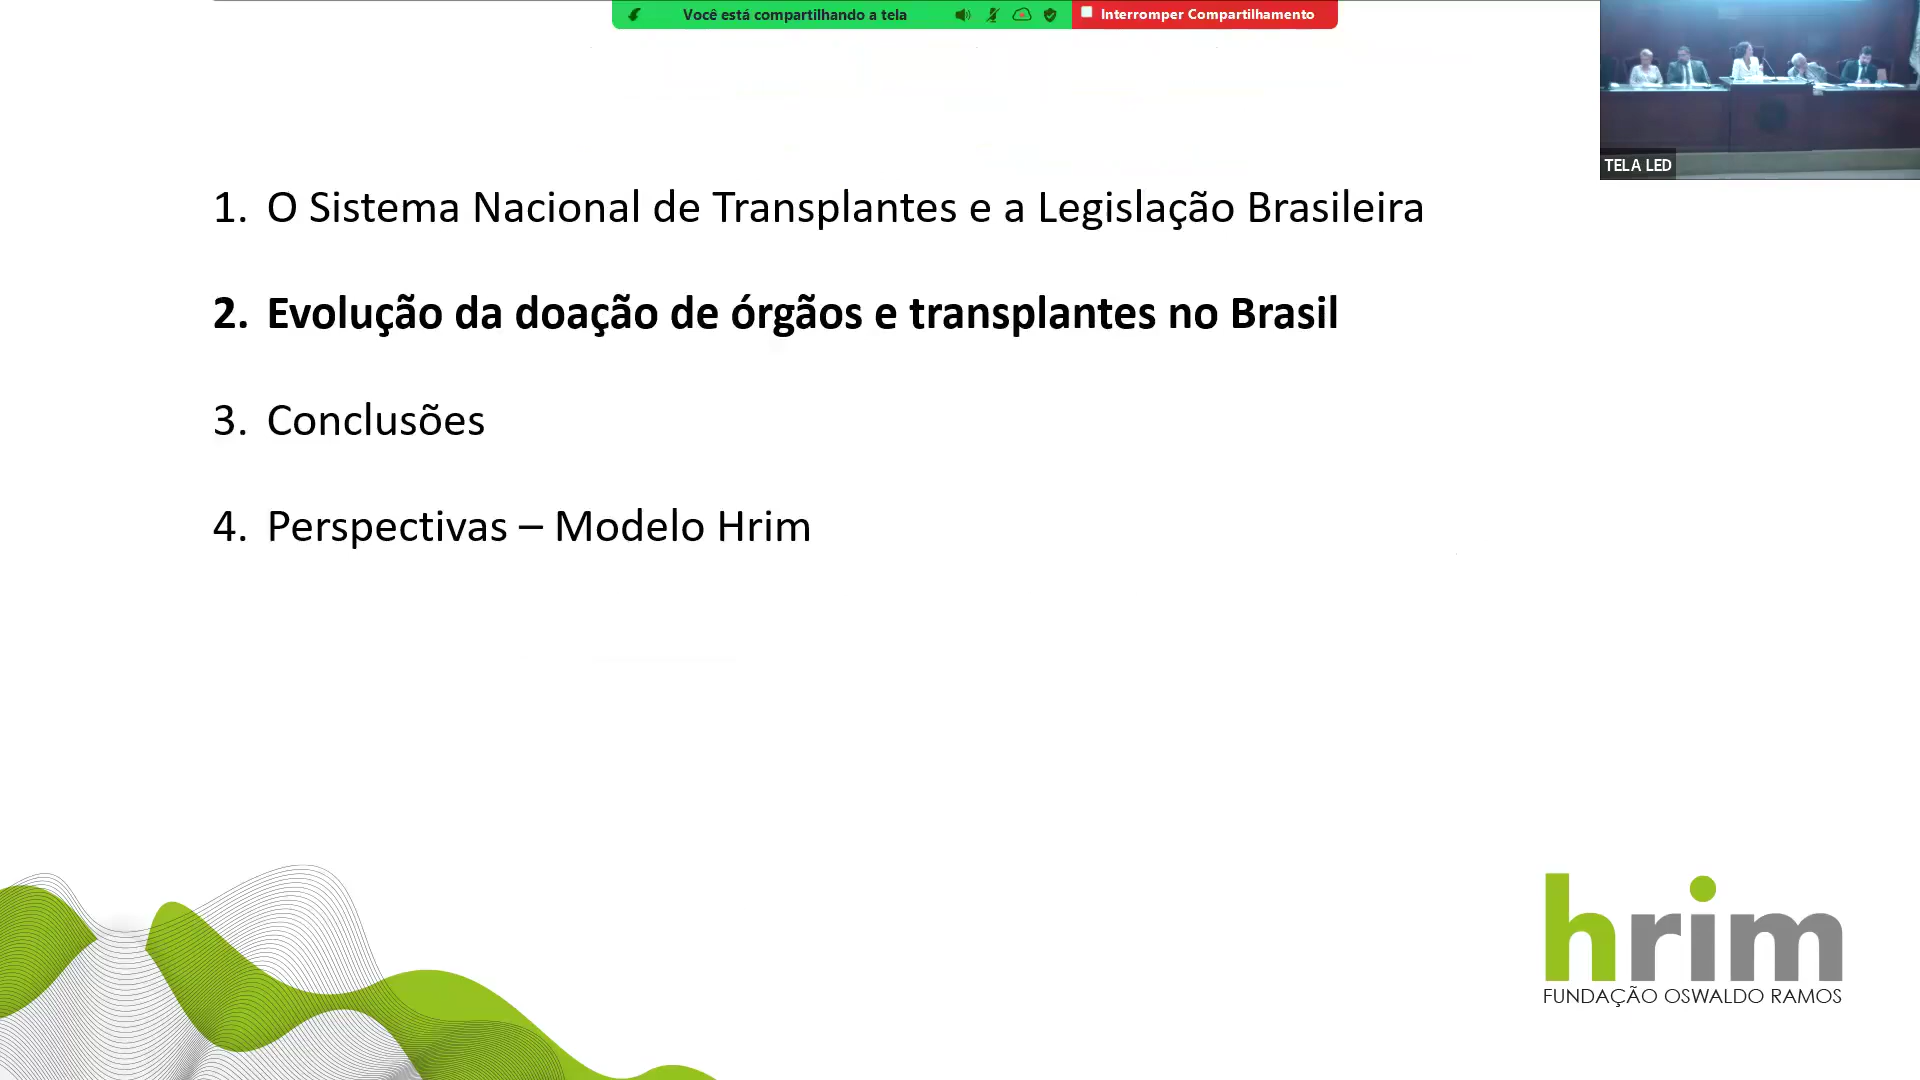 Você está compartilhando a tela
Interromper Compartilhamento
TELA LED
1. O Sistema Nacional de Transplantes e a Legislação Brasileira
2. Evolução da doação de órgãos e transplantes no Brasil
3. Conclusões
4. Perspectivas – Modelo Hrim
hrim
FUNDAÇÃO OSWALDO RAMOS